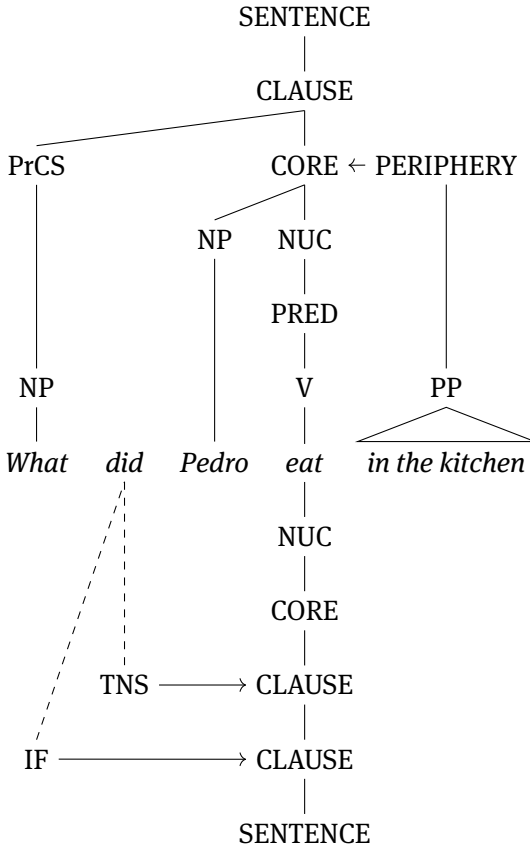 SENTENCE
CLAUSE
PrCS CORE ← PERIPHERY
NP NUC
PRED
NP V PP
What did Pedro eat in the kitchen
NUC
CORE
TNS → CLAUSE
IF → CLAUSE
SENTENCE